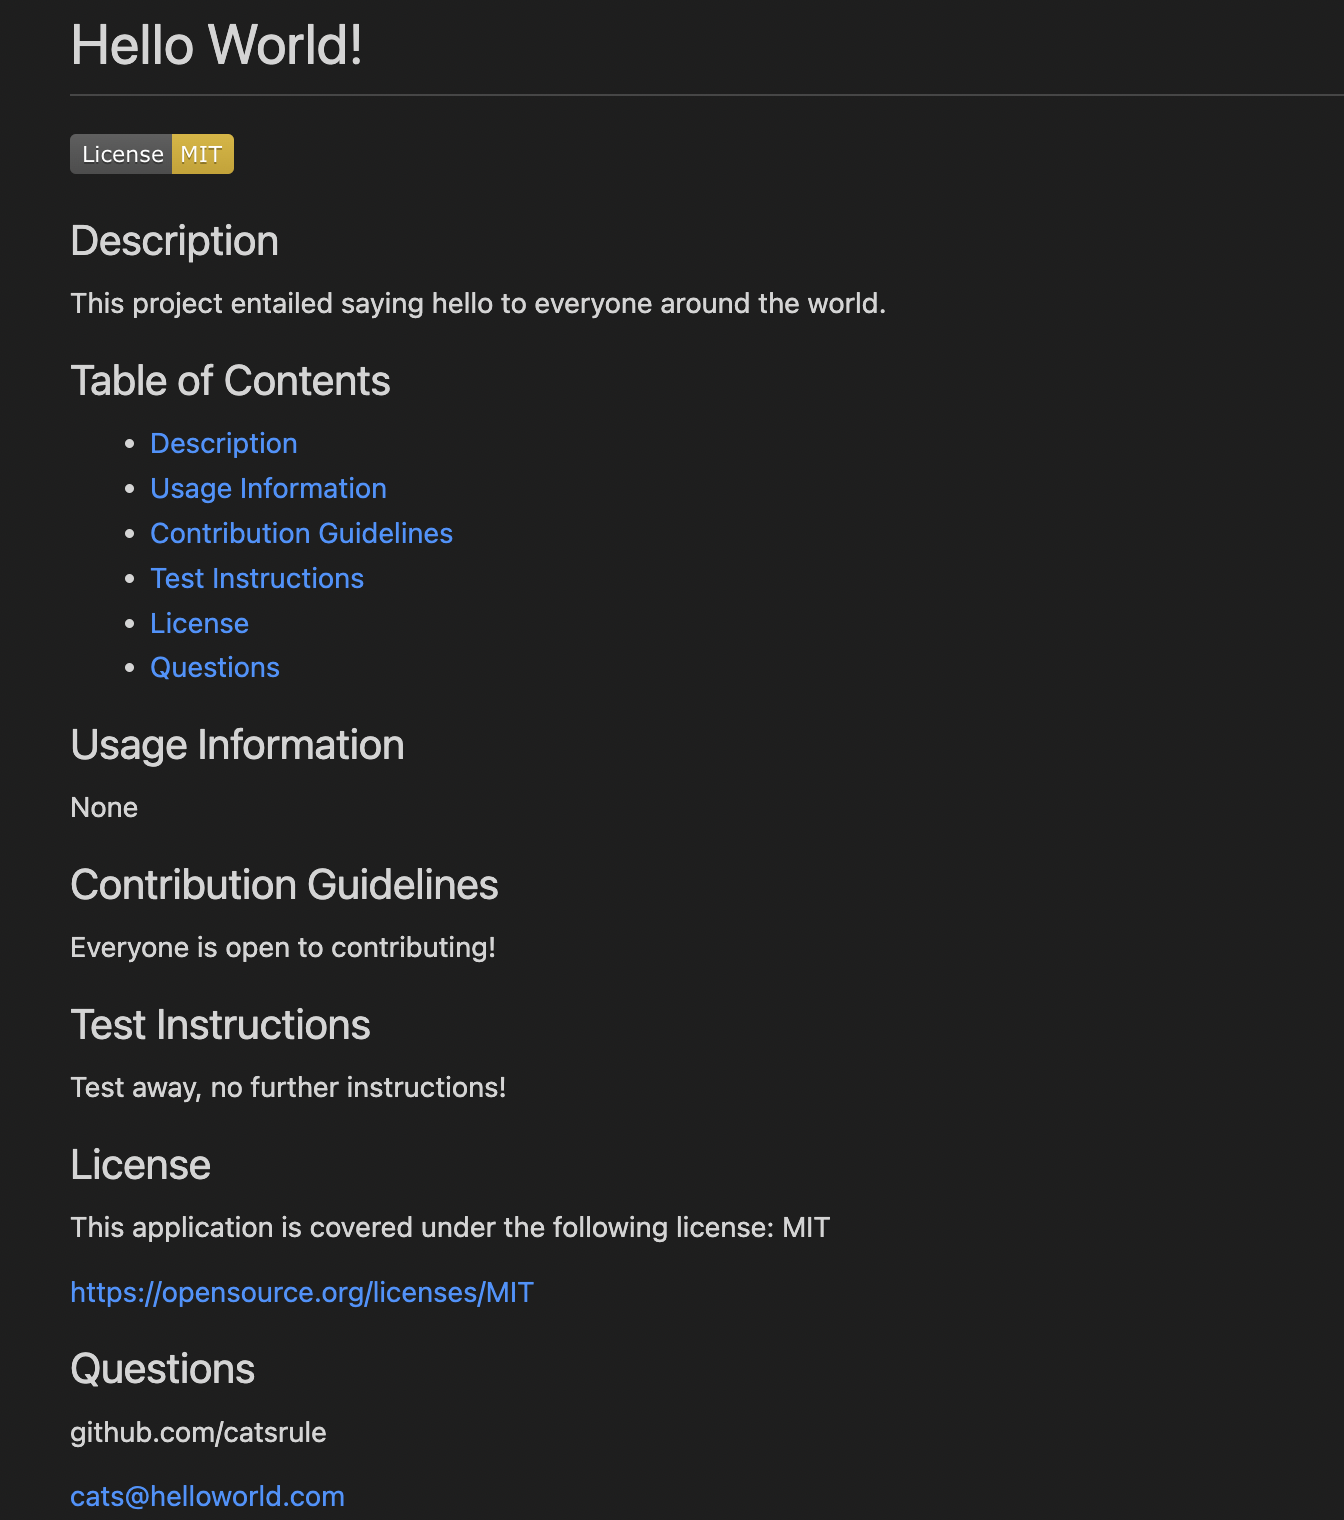 Hello World!
License MIT
Description
This project entailed saying hello to everyone around the world.
Table of Contents
Description
Usage Information
Contribution Guidelines
Test Instructions
License
Questions
Usage Information
None
Contribution Guidelines
Everyone is open to contributing!
Test Instructions
Test away, no further instructions!
License
This application is covered under the following license: MIT
https://opensource.org/licenses/MIT
Questions
github.com/catsrule
cats@helloworld.com